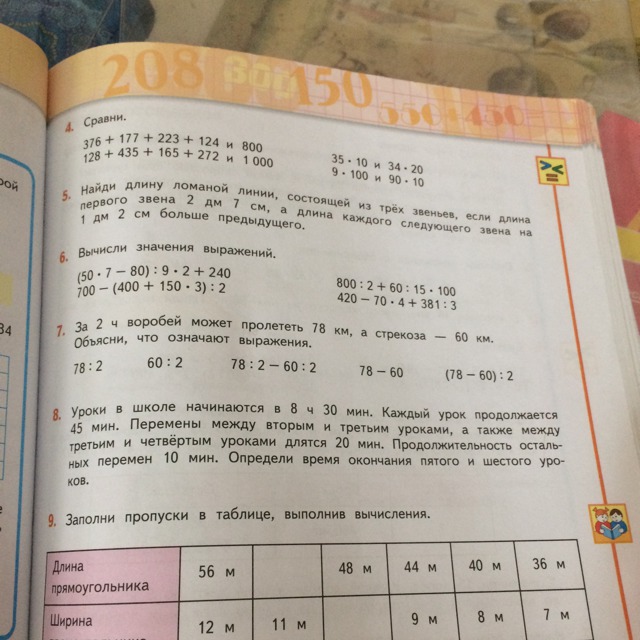 208 150
550+450=
4. Сравни.
376 + 177 + 223 + 124 и 800
128 + 435 + 165 + 272 и 1 000
35 · 10 и 34 · 20
9 · 100 и 90 · 10
5. Найди длину ломаной линии, состоящей из трёх звеньев, если длина
первого звена 2 дм 7 см, а длина каждого следующего звена на
1 дм 2 см больше предыдущего.
6. Вычисли значения выражений.
(50 · 7 − 80) : 9 · 2 + 240
700 − (400 + 150 · 3) : 2
800 : 2 + 60 : 15 · 100
420 − 70 · 4 + 381 : 3
7. За 2 ч воробей может пролететь 78 км, а стрекоза — 60 км.
Объясни, что означают выражения.
78 : 2 60 : 2 78 : 2 − 60 : 2 78 − 60 (78 − 60) : 2
8. Уроки в школе начинаются в 8 ч 30 мин. Каждый урок продолжается
45 мин. Перемены между вторым и третьим уроками, а также между
третьим и четвёртым уроками длятся 20 мин. Продолжительность осталь-
ных перемен 10 мин. Определи время окончания пятого и шестого уро-
ков.
9. Заполни пропуски в таблице, выполнив вычисления.
Длина
прямоугольника
56 м 48 м 44 м 40 м 36 м
Ширина
12 м 11 м 9 м 8 м 7 м